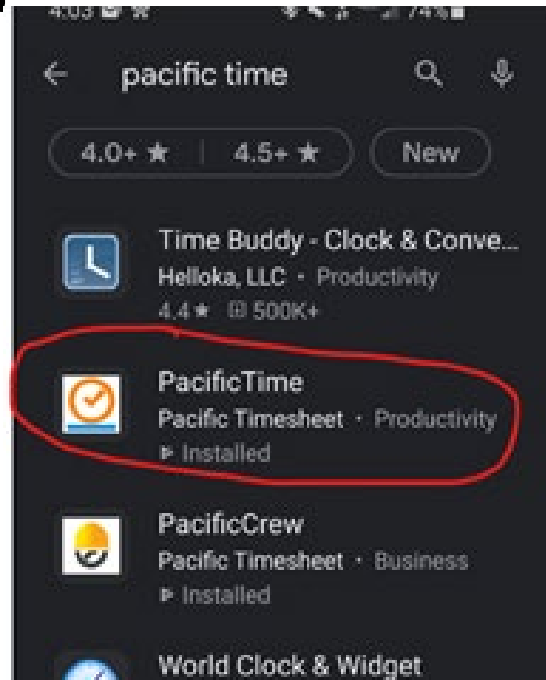 4:03
74%
pacific time
4.0+ ★ | 4.5+ ★
New
Time Buddy - Clock & Conve...
Helloka, LLC • Productivity
4.4★ 500K+
PacificTime
Pacific Timesheet • Productivity
Installed
PacificCrew
Pacific Timesheet • Business
Installed
World Clock & Widget